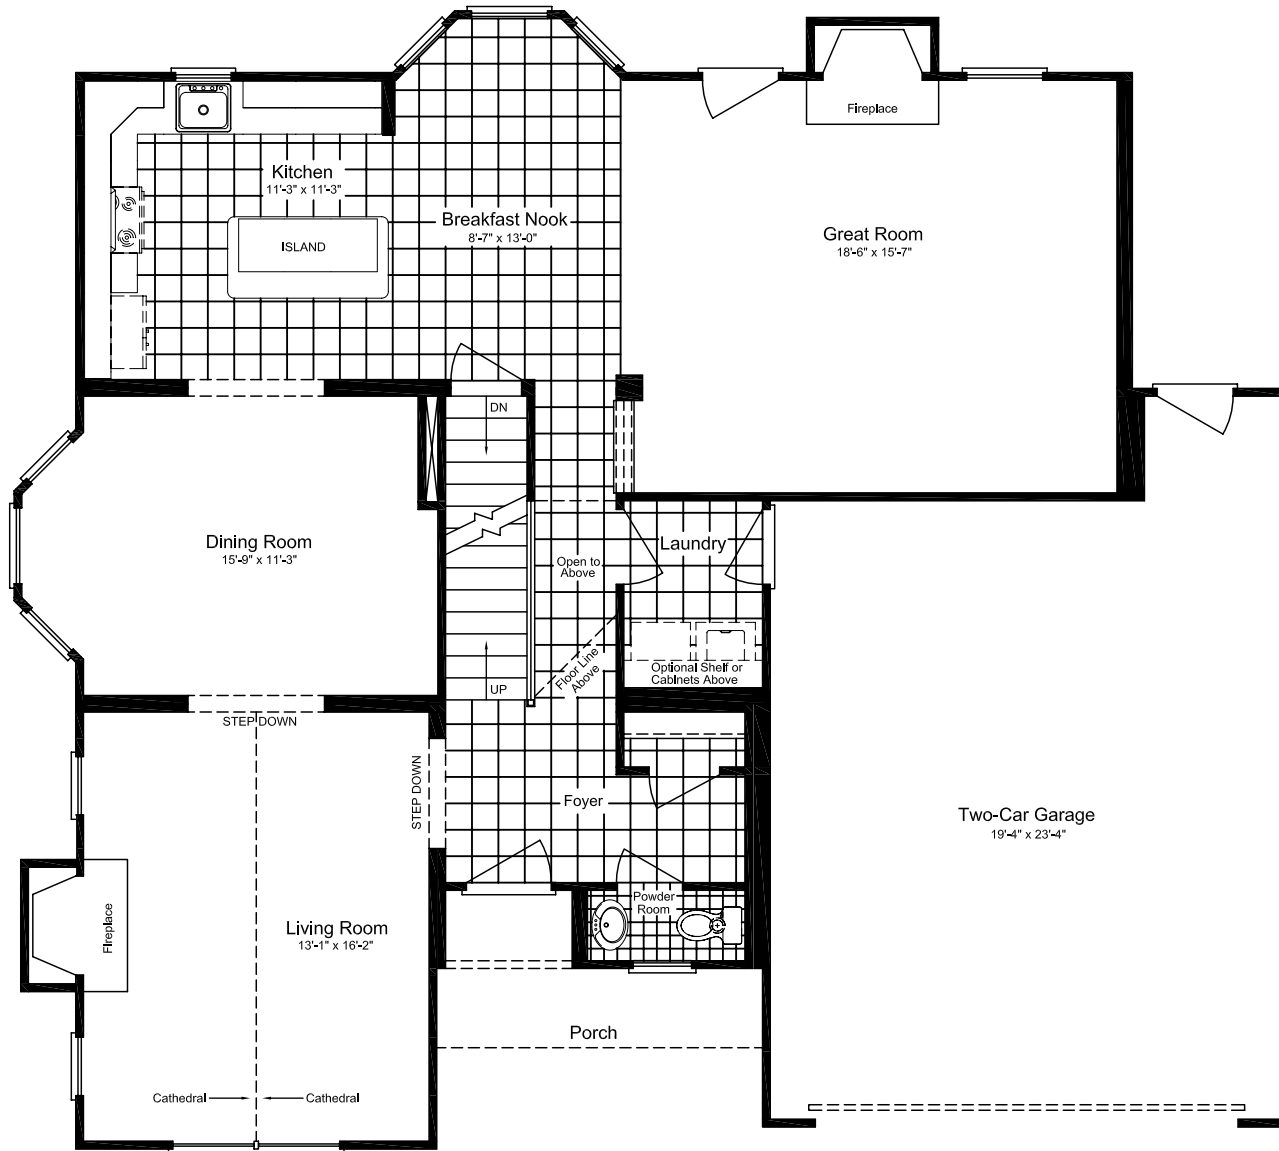 Fireplace
Kitchen
11'-3" x 11'-3"
Breakfast Nook
8'-7" x 13'-0"
ISLAND
Great Room
18'-6" x 15'-7"
DN
Dining Room
15'-9" x 11'-3"
Laundry
Open to
Above
Floor Line
Above
Optional Shelf or
Cabinets Above
UP
STEP DOWN
STEP DOWN
Foyer
Two-Car Garage
19'-4" x 23'-4"
Powder
Room
Fireplace
Living Room
13'-1" x 16'-2"
Porch
Cathedral
Cathedral